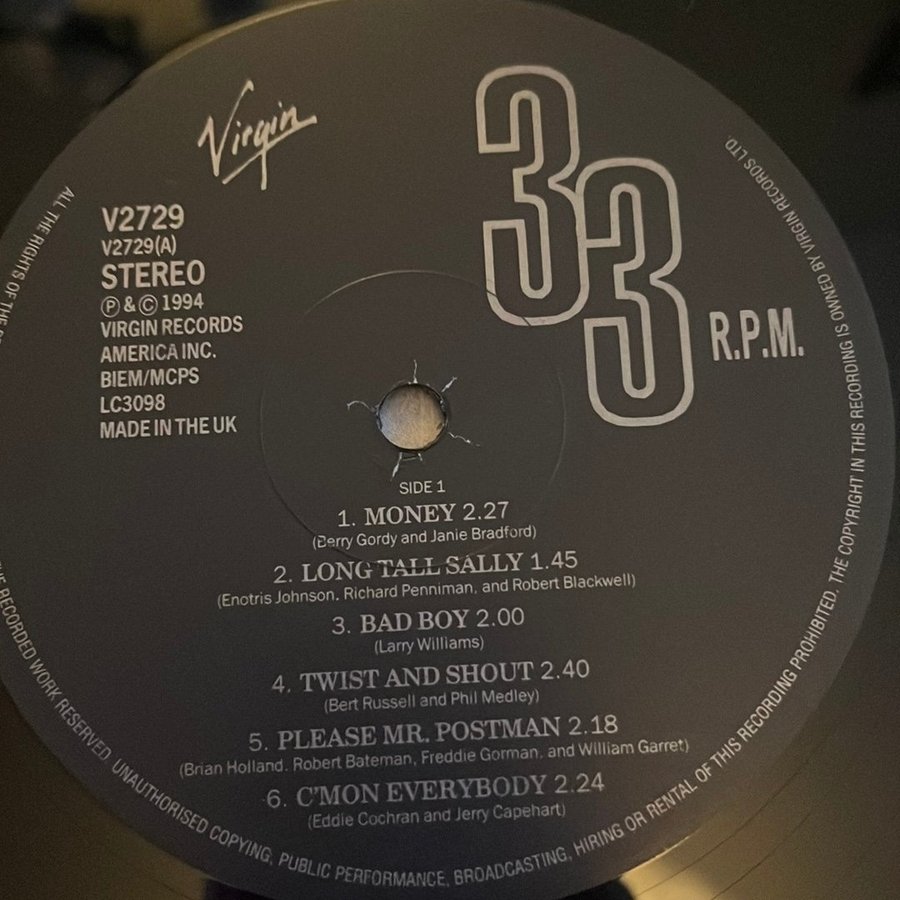 Virgin
33
R.P.M.
V2729
V2729(A)
STEREO
Ⓟ & © 1994
VIRGIN RECORDS
AMERICA INC.
BIEM/MCPS
LC3098
MADE IN THE UK
SIDE 1
1. MONEY 2.27
(Berry Gordy and Janie Bradford)
2. LONG TALL SALLY 1.45
(Enotris Johnson, Richard Penniman, and Robert Blackwell)
3. BAD BOY 2.00
(Larry Williams)
4. TWIST AND SHOUT 2.40
(Bert Russell and Phil Medley)
5. PLEASE MR. POSTMAN 2.18
(Brian Holland, Robert Bateman, Freddie Gorman, and William Garret)
6. C'MON EVERYBODY 2.24
(Eddie Cochran and Jerry Capehart)
ALL THE RIGHTS OF THE
THE RECORDED WORK RESERVED. UNAUTHORISED COPYING, PUBLIC PERFORMANCE, BROADCASTING, HIRING OR RENTAL OF THIS RECORDING PROHIBITED. THE COPYRIGHT IN THIS RECORDING IS OWNED BY VIRGIN RECORDS LTD.